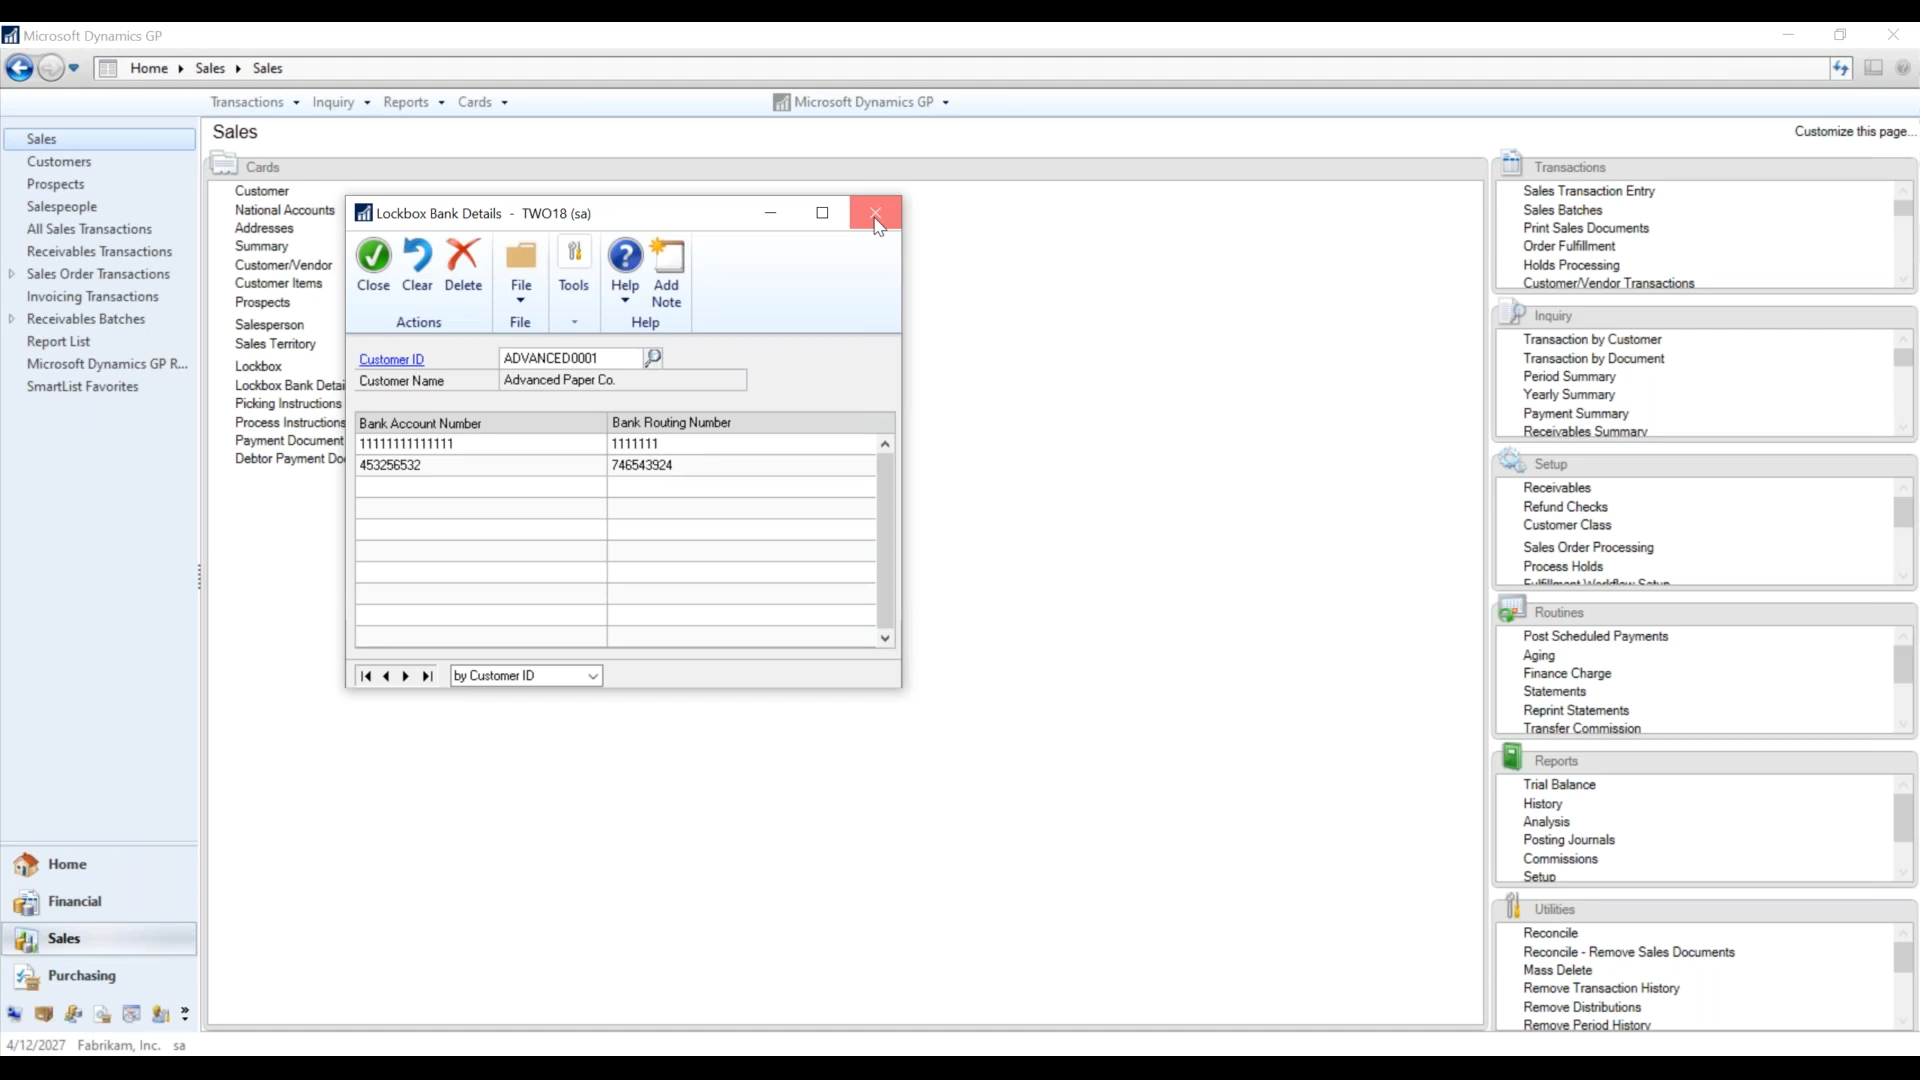 Microsoft Dynamics GP
Home Sales Sales
Transactions Inquiry Reports Cards Microsoft Dynamics GP
Sales
Customers
Prospects
Salespeople
All Sales Transactions
Receivables Transactions
Sales Order Transactions
Invoicing Transactions
Receivables Batches
Report List
Microsoft Dynamics GP R...
SmartList Favorites
Home
Financial
Sales
Purchasing
Sales
Customize this page...
Cards
Customer
National Accounts
Addresses
Summary
Customer/Vendor
Customer Items
Prospects
Salesperson
Sales Territory
Lockbox
Lockbox Bank Detai
Picking Instructions
Process Instructions
Payment Document
Debtor Payment Do
Lockbox Bank Details - TWO18 (sa)
Close Clear Delete File Tools Help Add
Note
Actions File Help
Customer ID ADVANCED0001
Customer Name Advanced Paper Co.
Bank Account Number Bank Routing Number
11111111111111 1111111
453256532 746543924
by Customer ID
Transactions
Sales Transaction Entry
Sales Batches
Print Sales Documents
Order Fulfillment
Holds Processing
Customer/Vendor Transactions
Inquiry
Transaction by Customer
Transaction by Document
Period Summary
Yearly Summary
Payment Summary
Receivables Summary
Setup
Receivables
Refund Checks
Customer Class
Sales Order Processing
Process Holds
Fulfillment Workflow Setup
Routines
Post Scheduled Payments
Aging
Finance Charge
Statements
Reprint Statements
Transfer Commission
Reports
Trial Balance
History
Analysis
Posting Journals
Commissions
Setup
Utilities
Reconcile
Reconcile - Remove Sales Documents
Mass Delete
Remove Transaction History
Remove Distributions
Remove Period History
4/12/2027 Fabrikam, Inc. sa